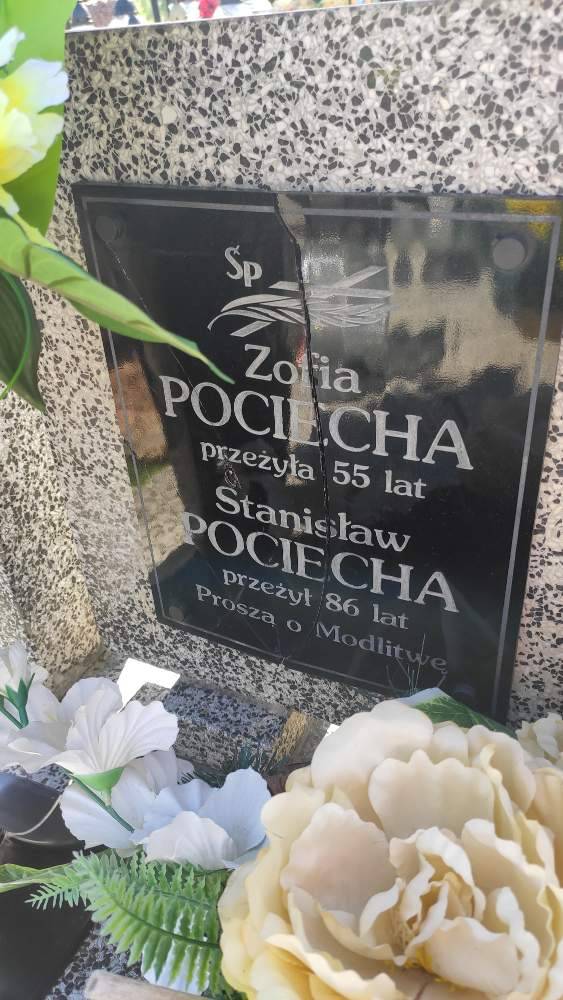 Śp
Zofia
POCIECHA
przeżyła 55 lat
Stanisław
POCIECHA
przeżył 86 lat
Proszą o Modlitwę